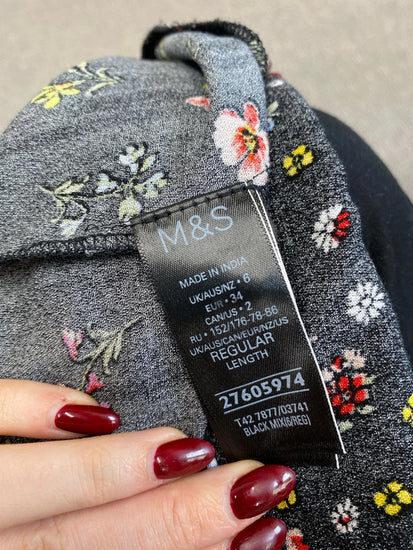 M&S
MADE IN INDIA
UK/AUS/NZ • 6
EUR • 34
CAN/US • 2
RU • 152/176-78-86
UK/AUS/CAN/EUR/NZ/US
REGULAR
LENGTH
27605974
T42.7877/03741
BLACK MIX(6/REG)